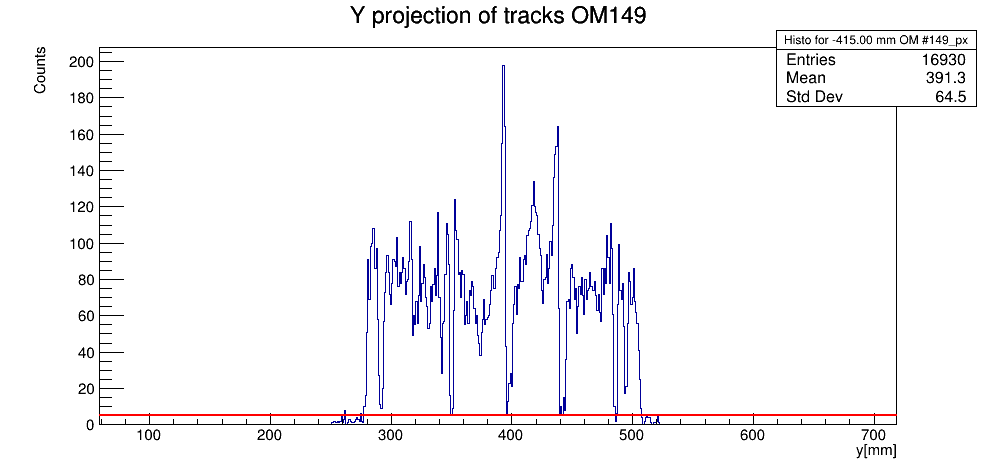 Y projection of tracks OM149
Histo for -415.00 mm OM #149_px
Entries 16930
Mean 391.3
Std Dev 64.5
Counts
200
180
160
140
120
100
80
60
40
20
0
100 200 300 400 500 600 700
y[mm]